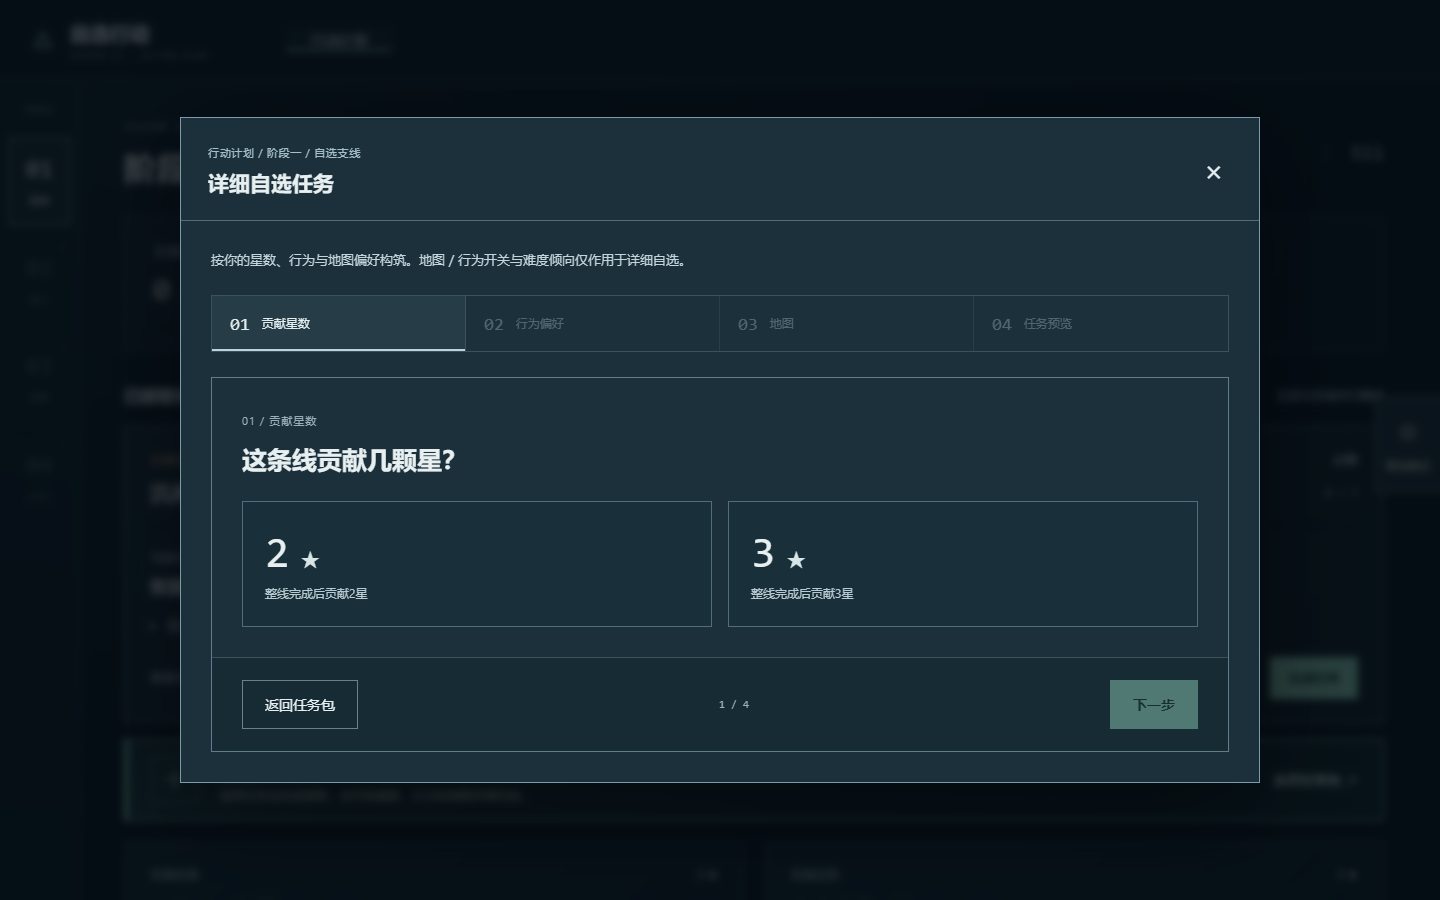 行动计划 / 阶段一 / 自选支线
详细自选任务
✕
按你的星数、行为与地图偏好构筑。地图 / 行为开关与难度倾向仅作用于详细自选。
01 贡献星数
02 行为偏好
03 地图
04 任务预览
01 / 贡献星数
这条线贡献几颗星?
2 ★
整线完成后贡献2星
3 ★
整线完成后贡献3星
返回任务包
1 / 4
下一步